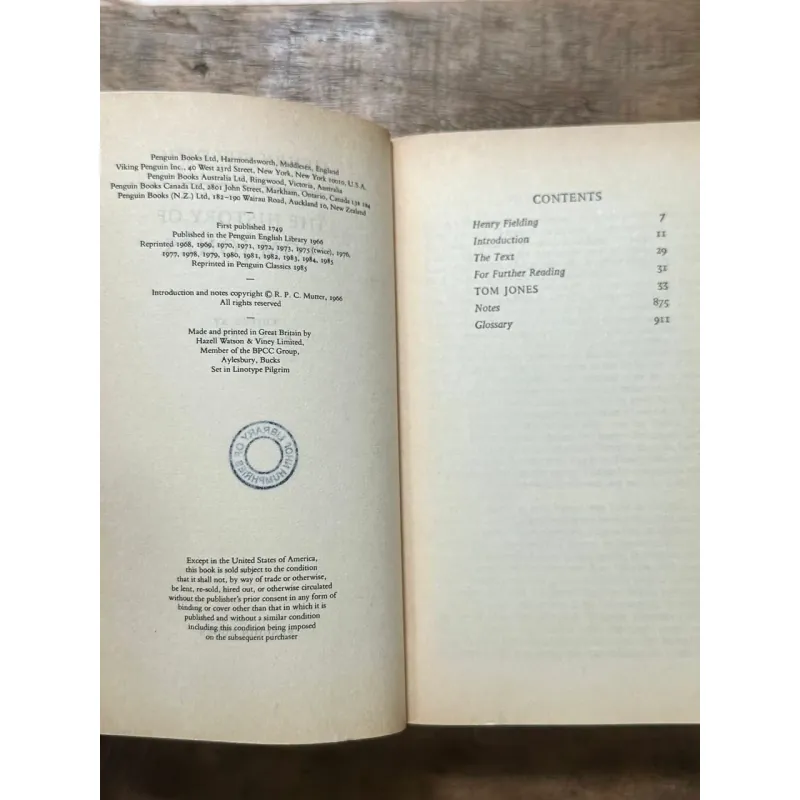 Penguin Books Ltd, Harmondsworth, Middlesex, England
Viking Penguin Inc., 40 West 23rd Street, New York, New York 10010, U.S.A.
Penguin Books Australia Ltd, Ringwood, Victoria, Australia
Penguin Books Canada Ltd, 2801 John Street, Markham, Ontario, Canada L3R 1B4
Penguin Books (N.Z.) Ltd, 182–190 Wairau Road, Auckland 10, New Zealand
First published 1749
Published in the Penguin English Library 1966
Reprinted 1968, 1969, 1970, 1971, 1972, 1973, 1975 (twice), 1976,
1977, 1978, 1979, 1980, 1981, 1982, 1983, 1984, 1985
Reprinted in Penguin Classics 1985
Introduction and notes copyright © R. P. C. Mutter, 1966
All rights reserved
Made and printed in Great Britain by
Hazell Watson & Viney Limited,
Member of the BPCC Group,
Aylesbury, Bucks
Set in Linotype Pilgrim
LIBRARY OF
JOHN HUMPHRIES
Except in the United States of America,
this book is sold subject to the condition
that it shall not, by way of trade or otherwise,
be lent, re-sold, hired out, or otherwise circulated
without the publisher's prior consent in any form of
binding or cover other than that in which it is
published and without a similar condition
including this condition being imposed
on the subsequent purchaser
CONTENTS
Henry Fielding 7
Introduction 11
The Text 29
For Further Reading 31
TOM JONES 33
Notes 875
Glossary 911